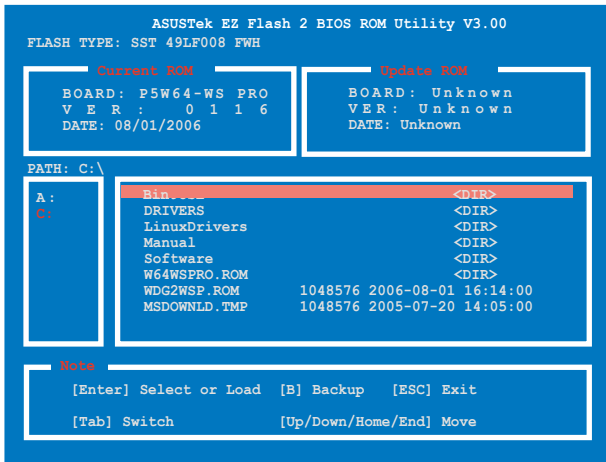 ASUSTek EZ Flash 2 BIOS ROM Utility V3.00
FLASH TYPE: SST 49LF008 FWH
Current ROM
BOARD: P5W64-WS PRO
VER: 0116
DATE: 08/01/2006
Update ROM
BOARD: Unknown
VER: Unknown
DATE: Unknown
PATH: C:\
A:
C:
<DIR>
DRIVERS <DIR>
LinuxDrivers <DIR>
Manual <DIR>
Software <DIR>
W64WSPRO.ROM <DIR>
WDG2WSP.ROM 1048576 2006-08-01 16:14:00
MSDOWNLD.TMP 1048576 2005-07-20 14:05:00
Note
[Enter] Select or Load [B] Backup [ESC] Exit
[Tab] Switch [Up/Down/Home/End] Move